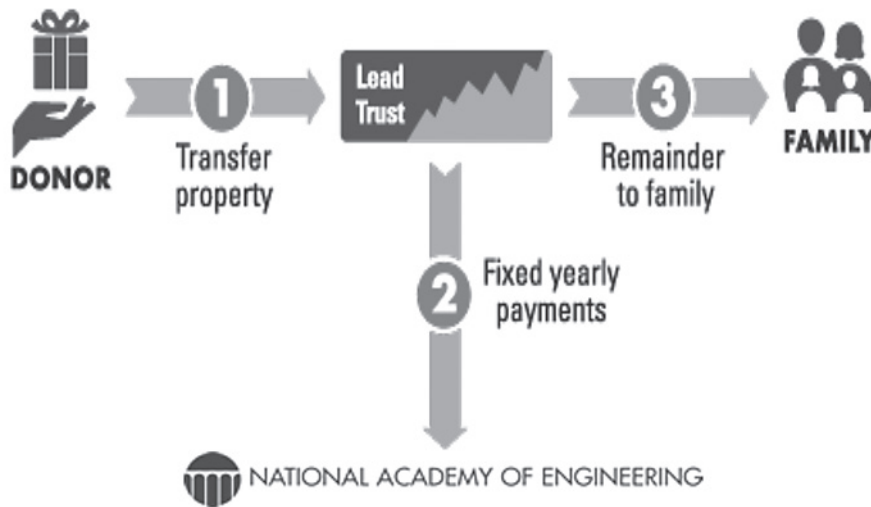 DONOR
1
Transfer
property
Lead
Trust
2
Fixed yearly
payments
3
Remainder
to family
FAMILY
NATIONAL ACADEMY OF ENGINEERING